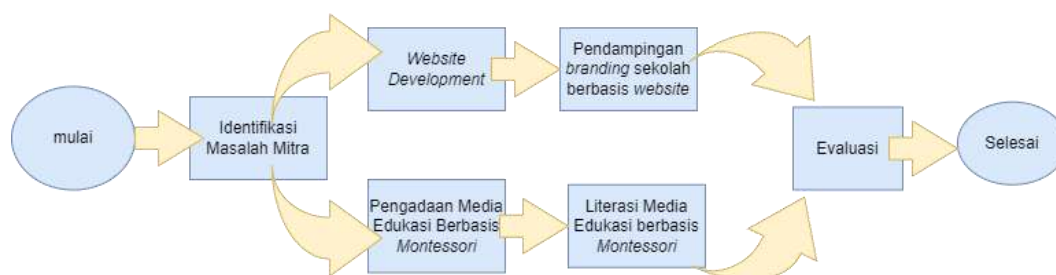 mulai
Identifikasi
Masalah Mitra
Website
Development
Pendampingan
branding sekolah
berbasis website
Pengadaan Media
Edukasi Berbasis
Montessori
Literasi Media
Edukasi berbasis
Montessori
Evaluasi
Selesai